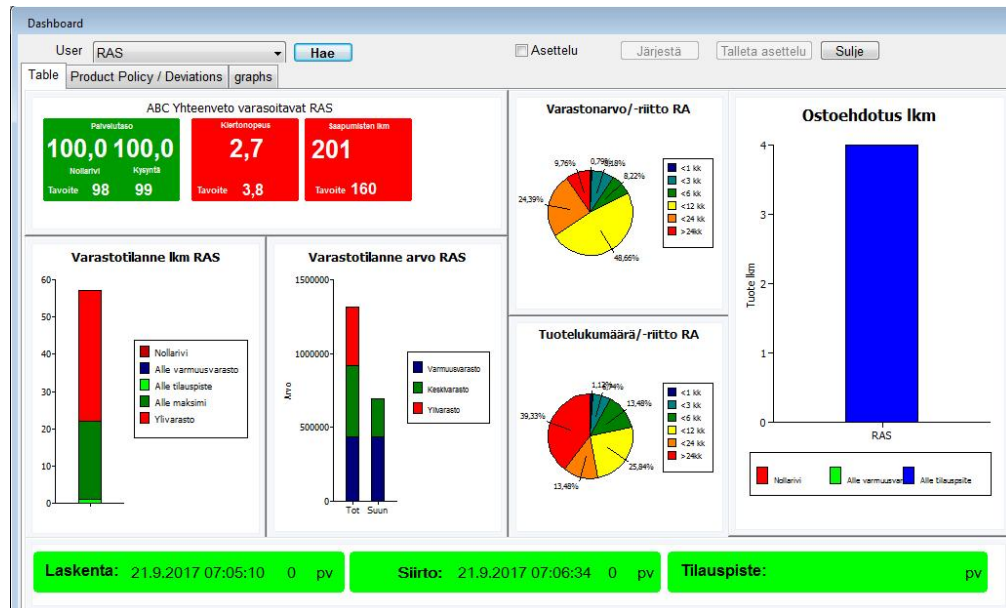 Dashboard
User RAS Hae Asettelu Järjestä Talleta asettelu Sulje
Table Product Policy / Deviations graphs
ABC Yhteenveto varasoitavat RAS
Palvelutaso
100,0 100,0
Nollarivi Kysyntä
Tavoite 98 99
Kiertonopeus
2,7
Tavoite 3,8
Saapumisten lkm
201
Tavoite 160
Varastonarvo/-riitto RA
9,76%
8,22%
24,39%
48,66%
<1 kk
<3 kk
<6 kk
<12 kk
<24 kk
>24kk
Ostoehdotus lkm
Tuote lkm
4
3
2
1
0
RAS
Nollarivi
Alle tilauspsite
Varastotilanne lkm RAS
60
50
40
30
20
10
0
Nollarivi
Alle varmuusvarasto
Alle tilauspiste
Alle maksimi
Ylivarasto
Varastotilanne arvo RAS
Arvo
1500000
1000000
500000
0
Tot Suun
Varmuusvarasto
Keskivarasto
Ylivarasto
Tuotelukumäärä/-riitto RA
13,48%
39,33%
25,84%
13,48%
<1 kk
<3 kk
<6 kk
<12 kk
<24 kk
>24kk
Laskenta: 21.9.2017 07:05:10 0 pv
Siirto: 21.9.2017 07:06:34 0 pv
Tilauspiste: pv